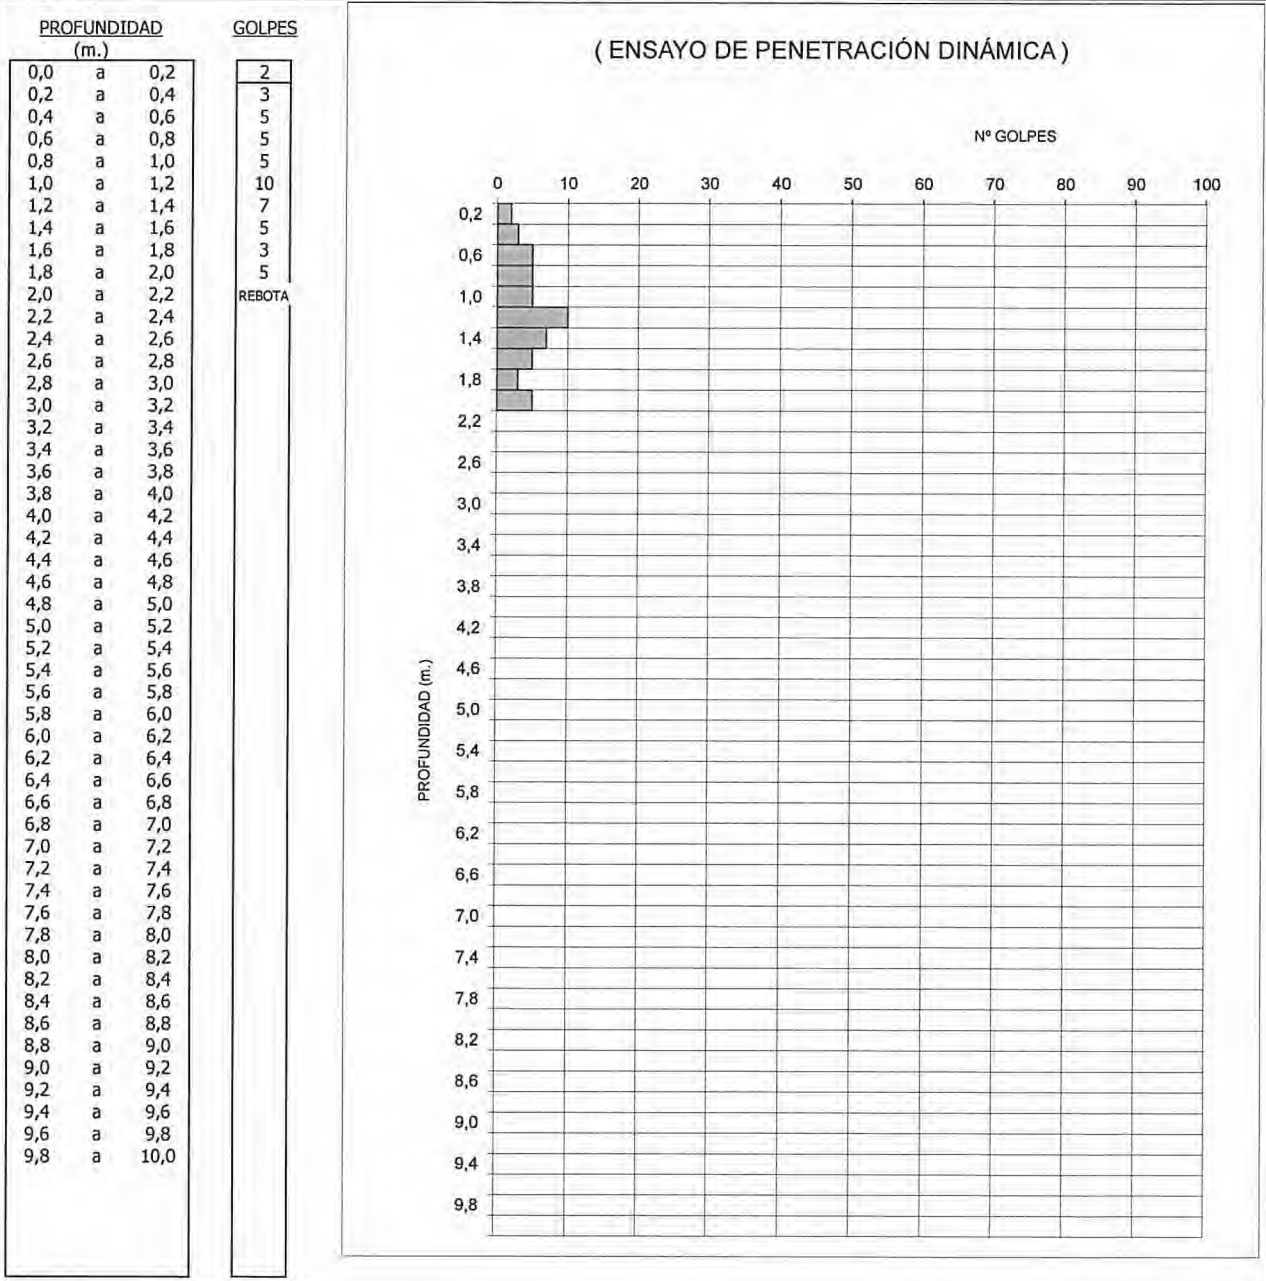 PROFUNDIDAD GOLPES
(m.)
0,0 a 0,2 2
0,2 a 0,4 3
0,4 a 0,6 5
0,6 a 0,8 5
0,8 a 1,0 5
1,0 a 1,2 10
1,2 a 1,4 7
1,4 a 1,6 5
1,6 a 1,8 3
1,8 a 2,0 5
2,0 a 2,2 REBOTA
2,2 a 2,4
2,4 a 2,6
2,6 a 2,8
2,8 a 3,0
3,0 a 3,2
3,2 a 3,4
3,4 a 3,6
3,6 a 3,8
3,8 a 4,0
4,0 a 4,2
4,2 a 4,4
4,4 a 4,6
4,6 a 4,8
4,8 a 5,0
5,0 a 5,2
5,2 a 5,4
5,4 a 5,6
5,6 a 5,8
5,8 a 6,0
6,0 a 6,2
6,2 a 6,4
6,4 a 6,6
6,6 a 6,8
6,8 a 7,0
7,0 a 7,2
7,2 a 7,4
7,4 a 7,6
7,6 a 7,8
7,8 a 8,0
8,0 a 8,2
8,2 a 8,4
8,4 a 8,6
8,6 a 8,8
8,8 a 9,0
9,0 a 9,2
9,2 a 9,4
9,4 a 9,6
9,6 a 9,8
9,8 a 10,0
( ENSAYO DE PENETRACIÓN DINÁMICA )
Nº GOLPES
0 10 20 30 40 50 60 70 80 90 100
0,2
0,6
1,0
1,4
1,8
2,2
2,6
3,0
3,4
3,8
4,2
4,6
5,0
5,4
5,8
6,2
6,6
7,0
7,4
7,8
8,2
8,6
9,0
9,4
9,8
PROFUNDIDAD (m.)